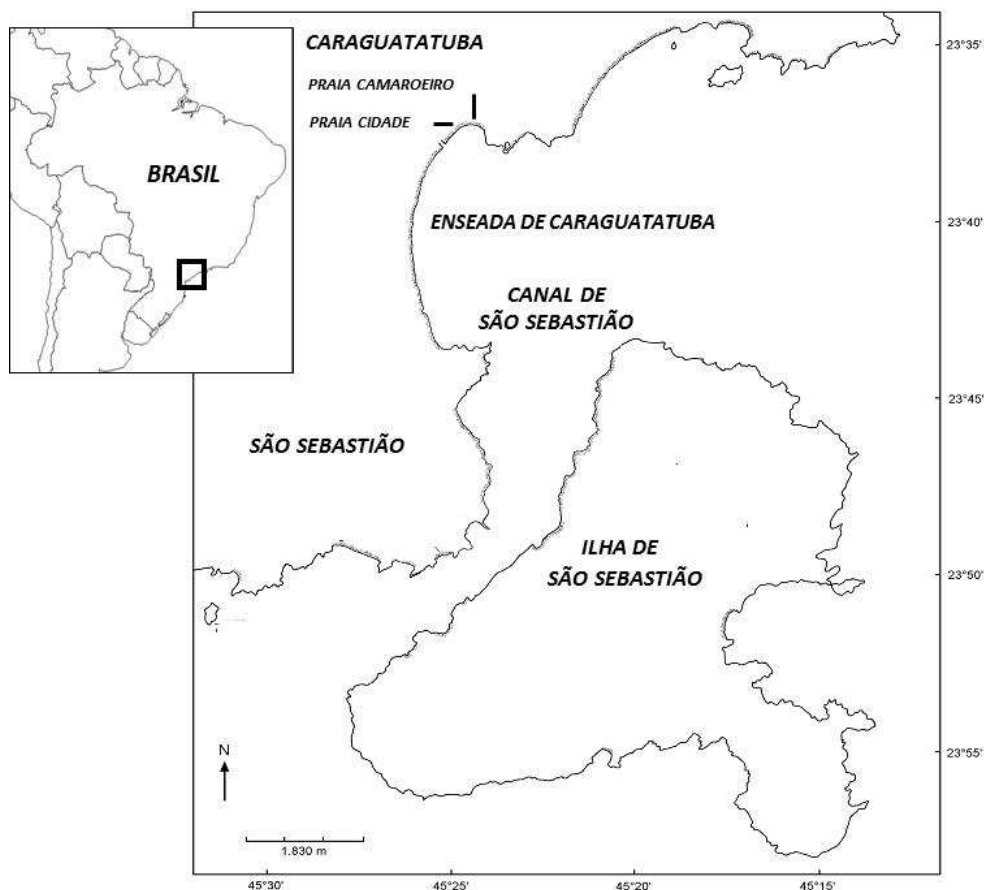 CARAGUATATUBA
PRAIA CAMAROEIRO
PRAIA CIDADE
BRASIL
ENSEADA DE CARAGUATATUBA
CANAL DE
SÃO SEBASTIÃO
SÃO SEBASTIÃO
ILHA DE
SÃO SEBASTIÃO
23°35'
23°40'
23°45'
23°50'
23°55'
N
1.830 m
45°30'
45°25'
45°20'
45°15'